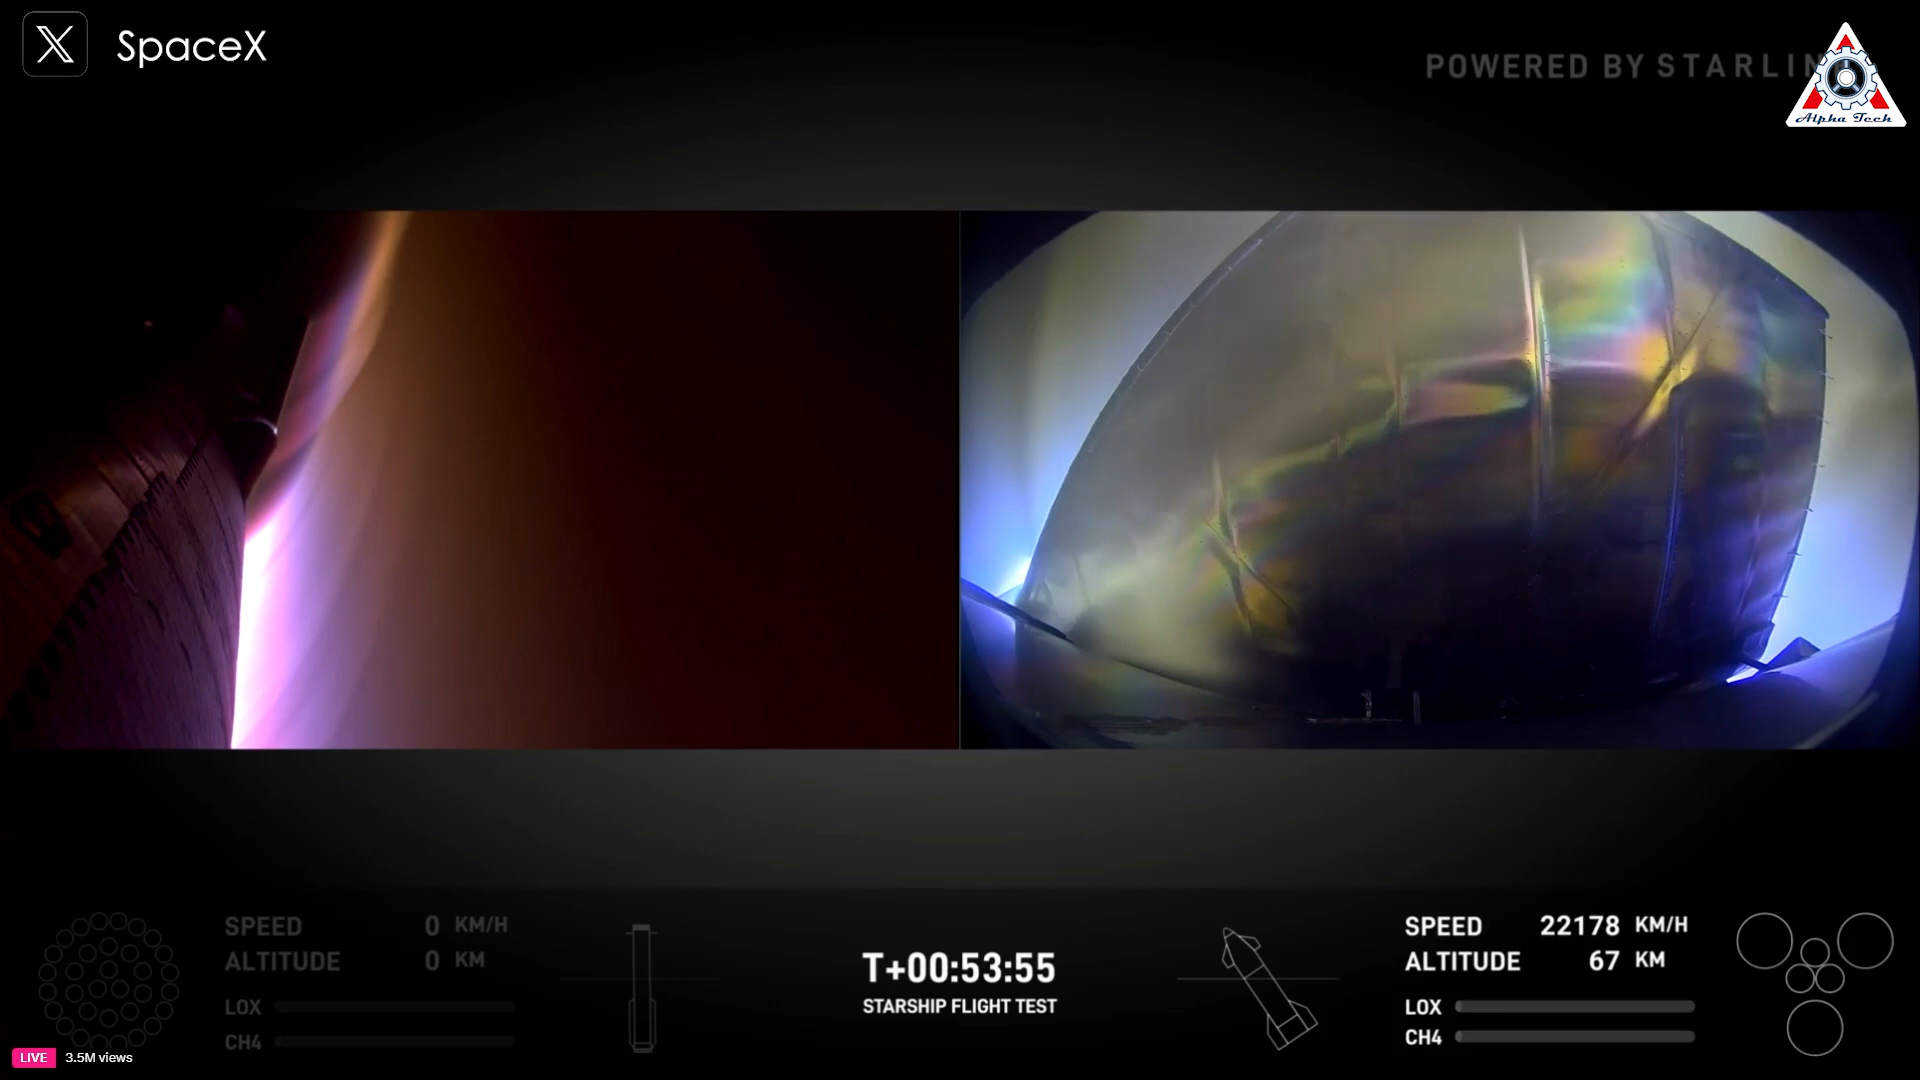 X
SpaceX
POWERED BY STARLIN
Alpha Tech
SPEED 0 KM/H
ALTITUDE 0 KM
LOX
CH4
T+00:53:55
STARSHIP FLIGHT TEST
SPEED 22178 KM/H
ALTITUDE 67 KM
LOX
CH4
LIVE 3.5M views